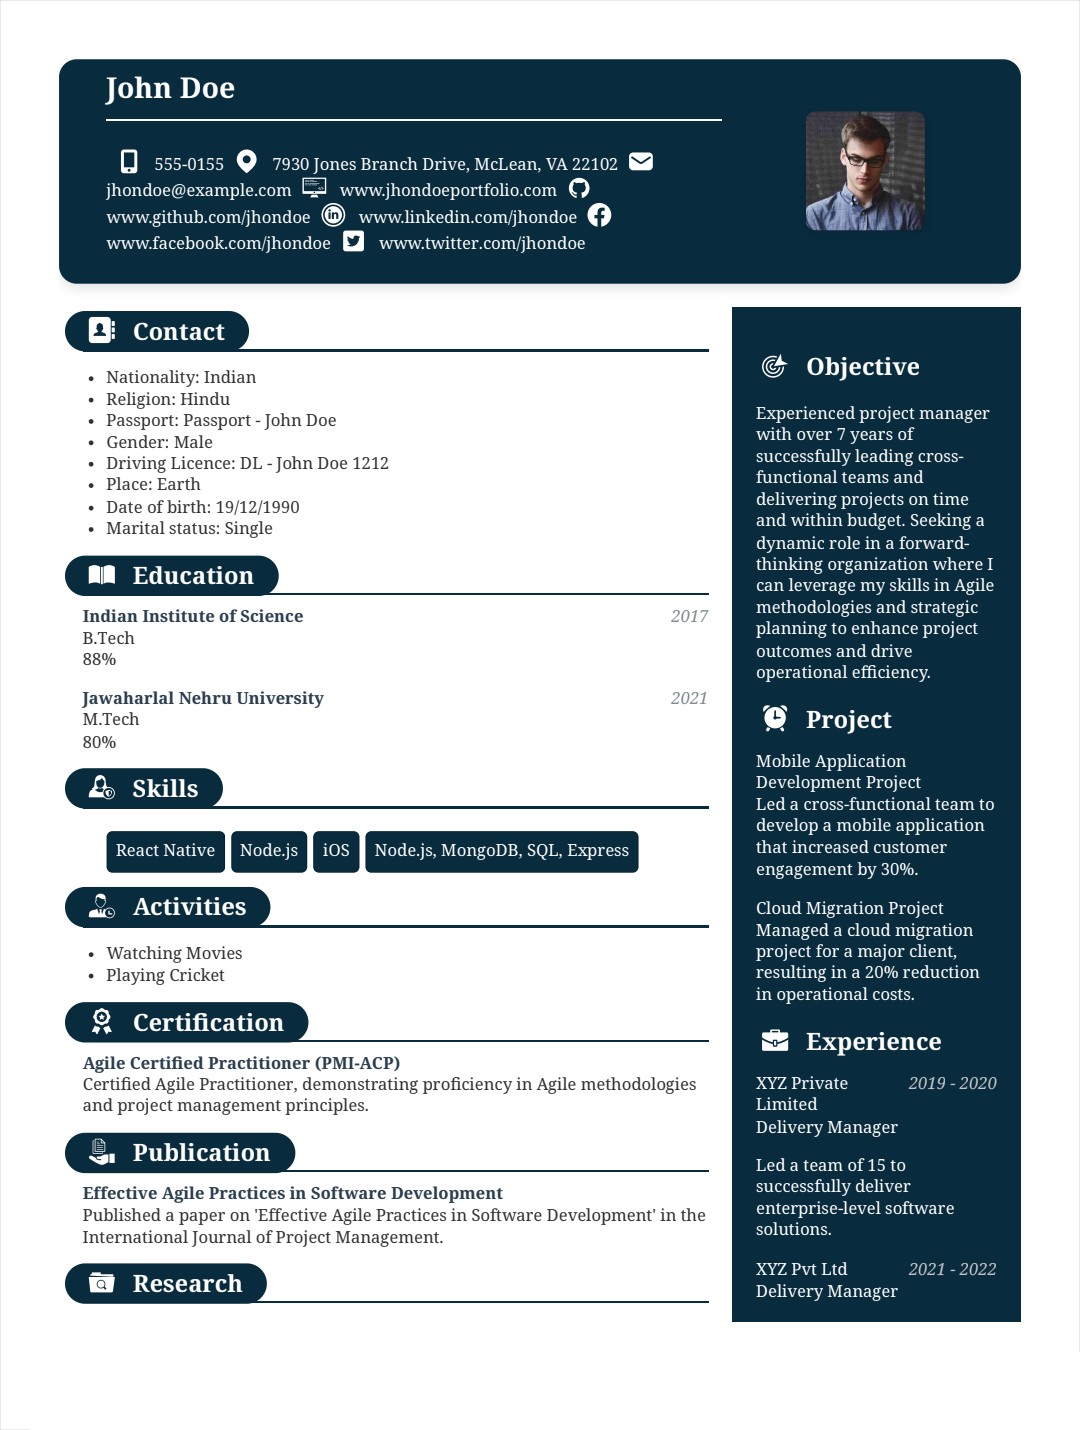 John Doe
555-0155 7930 Jones Branch Drive, McLean, VA 22102
jhondoe@example.com www.jhondoeportfolio.com
www.github.com/jhondoe www.linkedin.com/jhondoe
www.facebook.com/jhondoe www.twitter.com/jhondoe
Contact
• Nationality: Indian
• Religion: Hindu
• Passport: Passport - John Doe
• Gender: Male
• Driving Licence: DL - John Doe 1212
• Place: Earth
• Date of birth: 19/12/1990
• Marital status: Single
Education
Indian Institute of Science 2017
B.Tech
88%
Jawaharlal Nehru University 2021
M.Tech
80%
Skills
React Native Node.js iOS Node.js, MongoDB, SQL, Express
Activities
• Watching Movies
• Playing Cricket
Certification
Agile Certified Practitioner (PMI-ACP)
Certified Agile Practitioner, demonstrating proficiency in Agile methodologies
and project management principles.
Publication
Effective Agile Practices in Software Development
Published a paper on 'Effective Agile Practices in Software Development' in the
International Journal of Project Management.
Research
Objective
Experienced project manager
with over 7 years of
successfully leading cross-
functional teams and
delivering projects on time
and within budget. Seeking a
dynamic role in a forward-
thinking organization where I
can leverage my skills in Agile
methodologies and strategic
planning to enhance project
outcomes and drive
operational efficiency.
Project
Mobile Application
Development Project
Led a cross-functional team to
develop a mobile application
that increased customer
engagement by 30%.
Cloud Migration Project
Managed a cloud migration
project for a major client,
resulting in a 20% reduction
in operational costs.
Experience
XYZ Private 2019 - 2020
Limited
Delivery Manager
Led a team of 15 to
successfully deliver
enterprise-level software
solutions.
XYZ Pvt Ltd 2021 - 2022
Delivery Manager